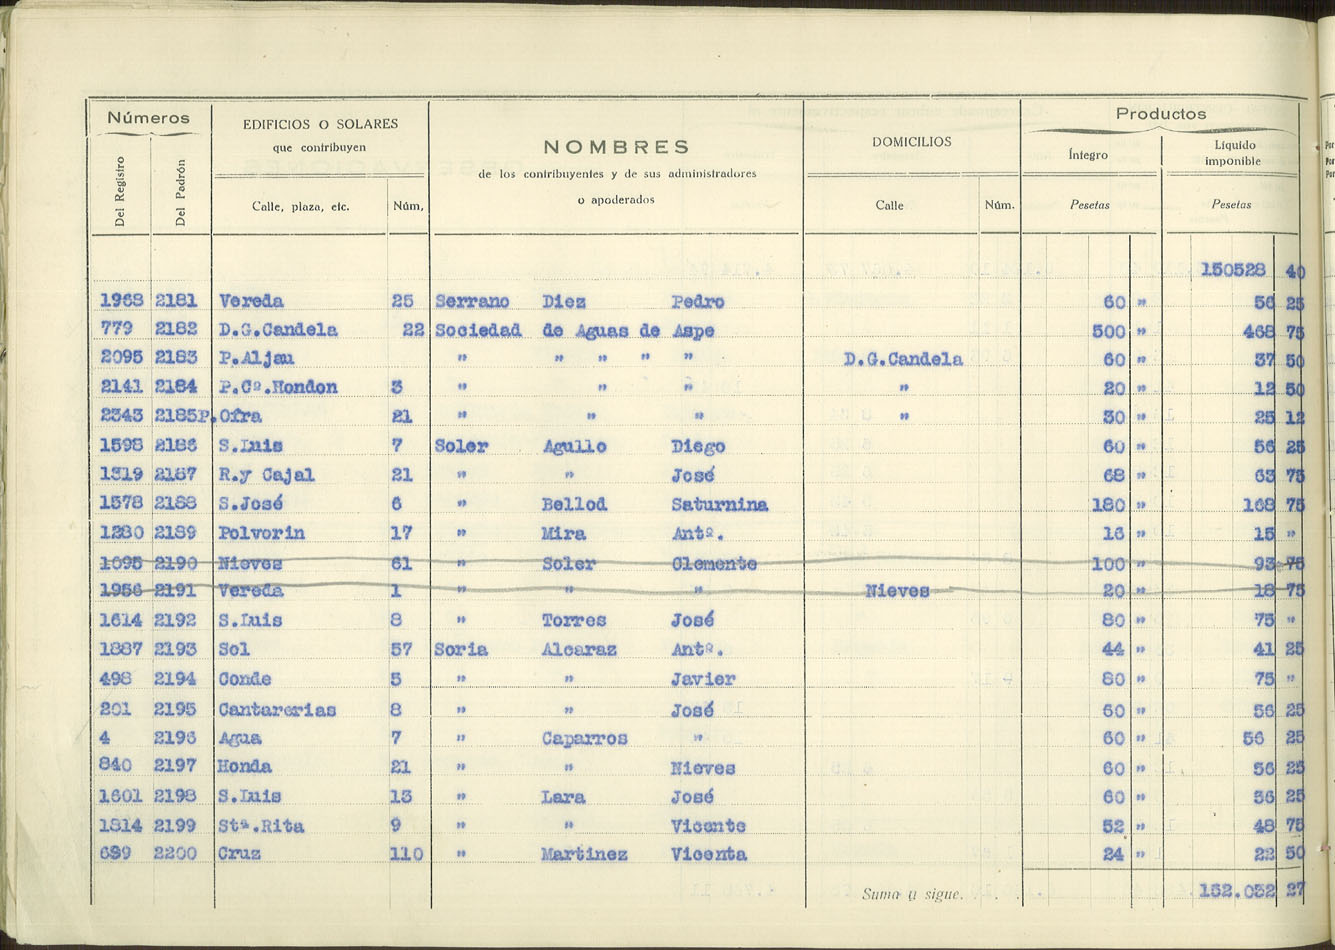 Números
EDIFICIOS O SOLARES
que contribuyen
NOMBRES
de los contribuyentes y de sus administradores
o apoderados
DOMICILIOS
Productos
Íntegro
Líquido imponible
Del Registro
Del Padrón
Calle, plaza, etc.
Núm.
Calle
Núm.
Pesetas
Pesetas
150528 40
1968 2181 Vereda 25 Serrano Diez Pedro 60 " 56 25
779 2182 D.G.Candela 22 Sociedad de Aguas de Aspe 500 " 468 75
2095 2183 P.Aljau " " " " " D.G.Candela 60 " 37 50
2141 2184 P.Cº.Hondon 3 " " " " 20 " 12 50
2343 2185 P.Ofra 21 " " " " 30 " 25 12
1598 2186 S.Luis 7 Soler Agullo Diego 60 " 56 25
1319 2187 R.y Cajal 21 " " José 68 " 63 75
1578 2188 S.José 6 " Bellod Saturnina 180 " 168 75
1280 2189 Polvorin 17 " Mira Antº. 16 " 15 "
1095 2190 Nieves 61 " Soler Clemente 100 " 93 75
1956 2191 Vereda 1 " " " Nieves 20 " 18 75
1614 2192 S.Luis 8 " Torres José 80 " 75 "
1887 2193 Sol 57 Soria Alcaraz Antº. 44 " 41 25
498 2194 Conde 5 " " Javier 80 " 75 "
201 2195 Cantarerias 8 " " José 60 " 56 25
4 2196 Agua 7 " Caparros " 60 " 56 25
840 2197 Honda 21 " " Nieves 60 " 56 25
1601 2198 S.Luis 13 " Lara José 60 " 56 25
1814 2199 Stª.Rita 9 " " Vicente 52 " 48 75
699 2200 Cruz 110 " Martinez Vicenta 24 " 22 50
Suma y sigue. 152.032 27